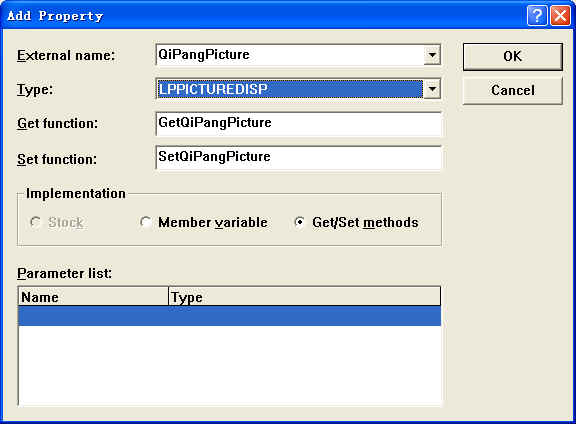 Add Property
External name: QiPangPicture OK
Type: LPPICTUREDISP Cancel
Get function: GetQiPangPicture
Set function: SetQiPangPicture
Implementation
Stock Member variable Get/Set methods
Parameter list:
Name Type